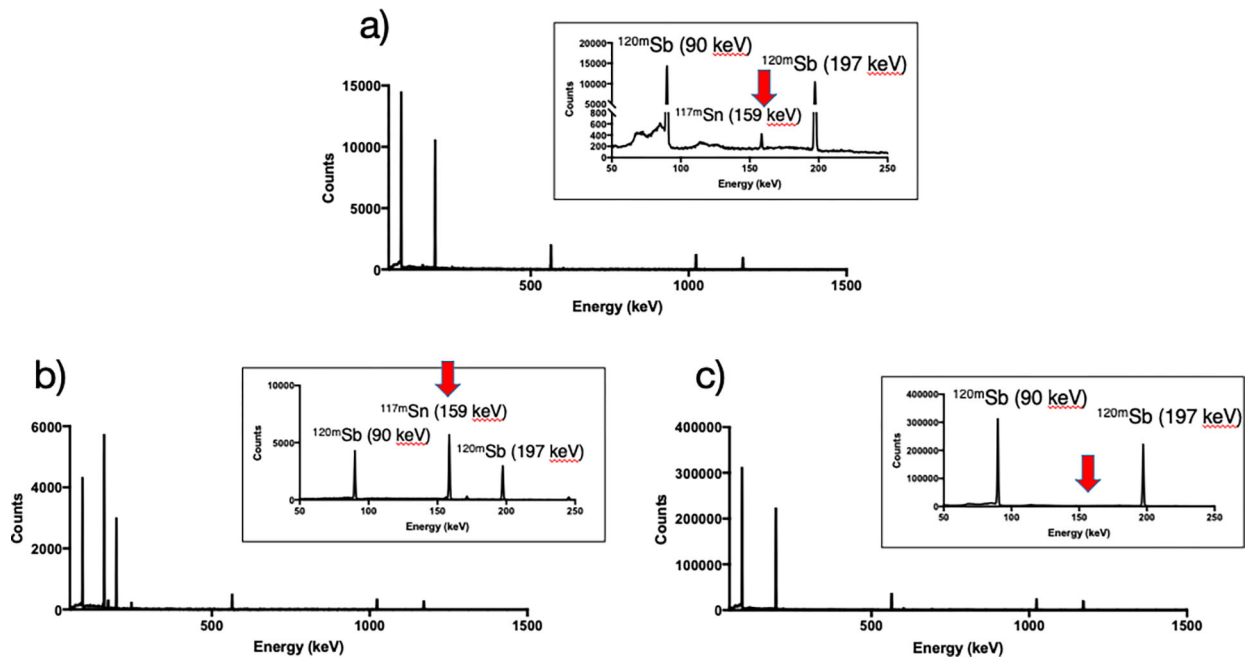 a)
120mSb (90 keV)
120mSb (197 keV)
117mSn (159 keV)
20000
15000
10000
5000
800
600
400
200
0
Counts
50
100
150
200
250
Energy (keV)
15000
10000
5000
0
Counts
500
1000
1500
Energy (keV)
b)
10000
5000
0
Counts
117mSn (159 keV)
120mSb (90 keV)
120mSb (197 keV)
50
100
150
200
250
Energy (keV)
6000
4000
2000
0
Counts
500
1000
1500
Energy (keV)
c)
120mSb (90 keV)
120mSb (197 keV)
400000
300000
200000
100000
0
Counts
50
100
150
200
250
Energy (keV)
400000
300000
200000
100000
0
Counts
500
1000
1500
Energy (keV)